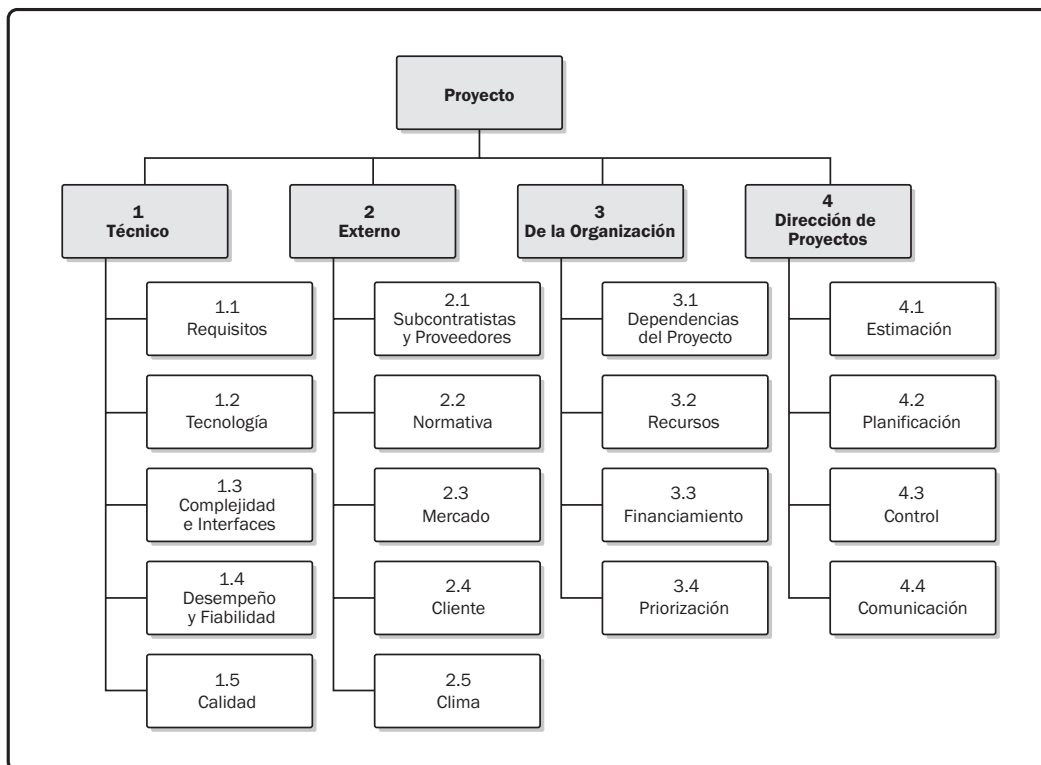 Proyecto
1
Técnico
2
Externo
3
De la Organización
4
Dirección de
Proyectos
1.1
Requisitos
1.2
Tecnología
1.3
Complejidad
e Interfaces
1.4
Desempeño
y Fiabilidad
1.5
Calidad
2.1
Subcontratistas
y Proveedores
2.2
Normativa
2.3
Mercado
2.4
Cliente
2.5
Clima
3.1
Dependencias
del Proyecto
3.2
Recursos
3.3
Financiamiento
3.4
Priorización
4.1
Estimación
4.2
Planificación
4.3
Control
4.4
Comunicación